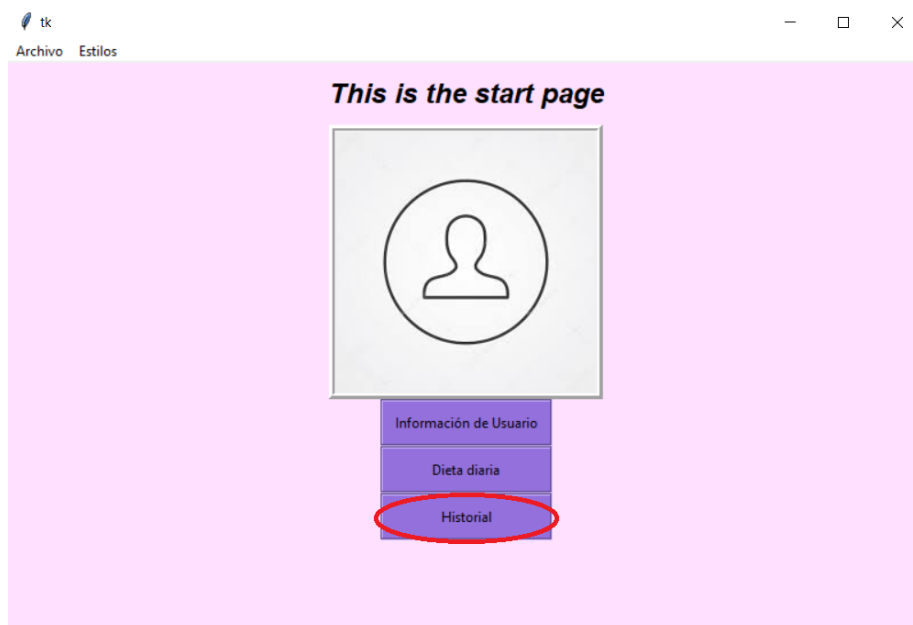 tk
Archivo Estilos
This is the start page
Información de Usuario
Dieta diaria
Historial